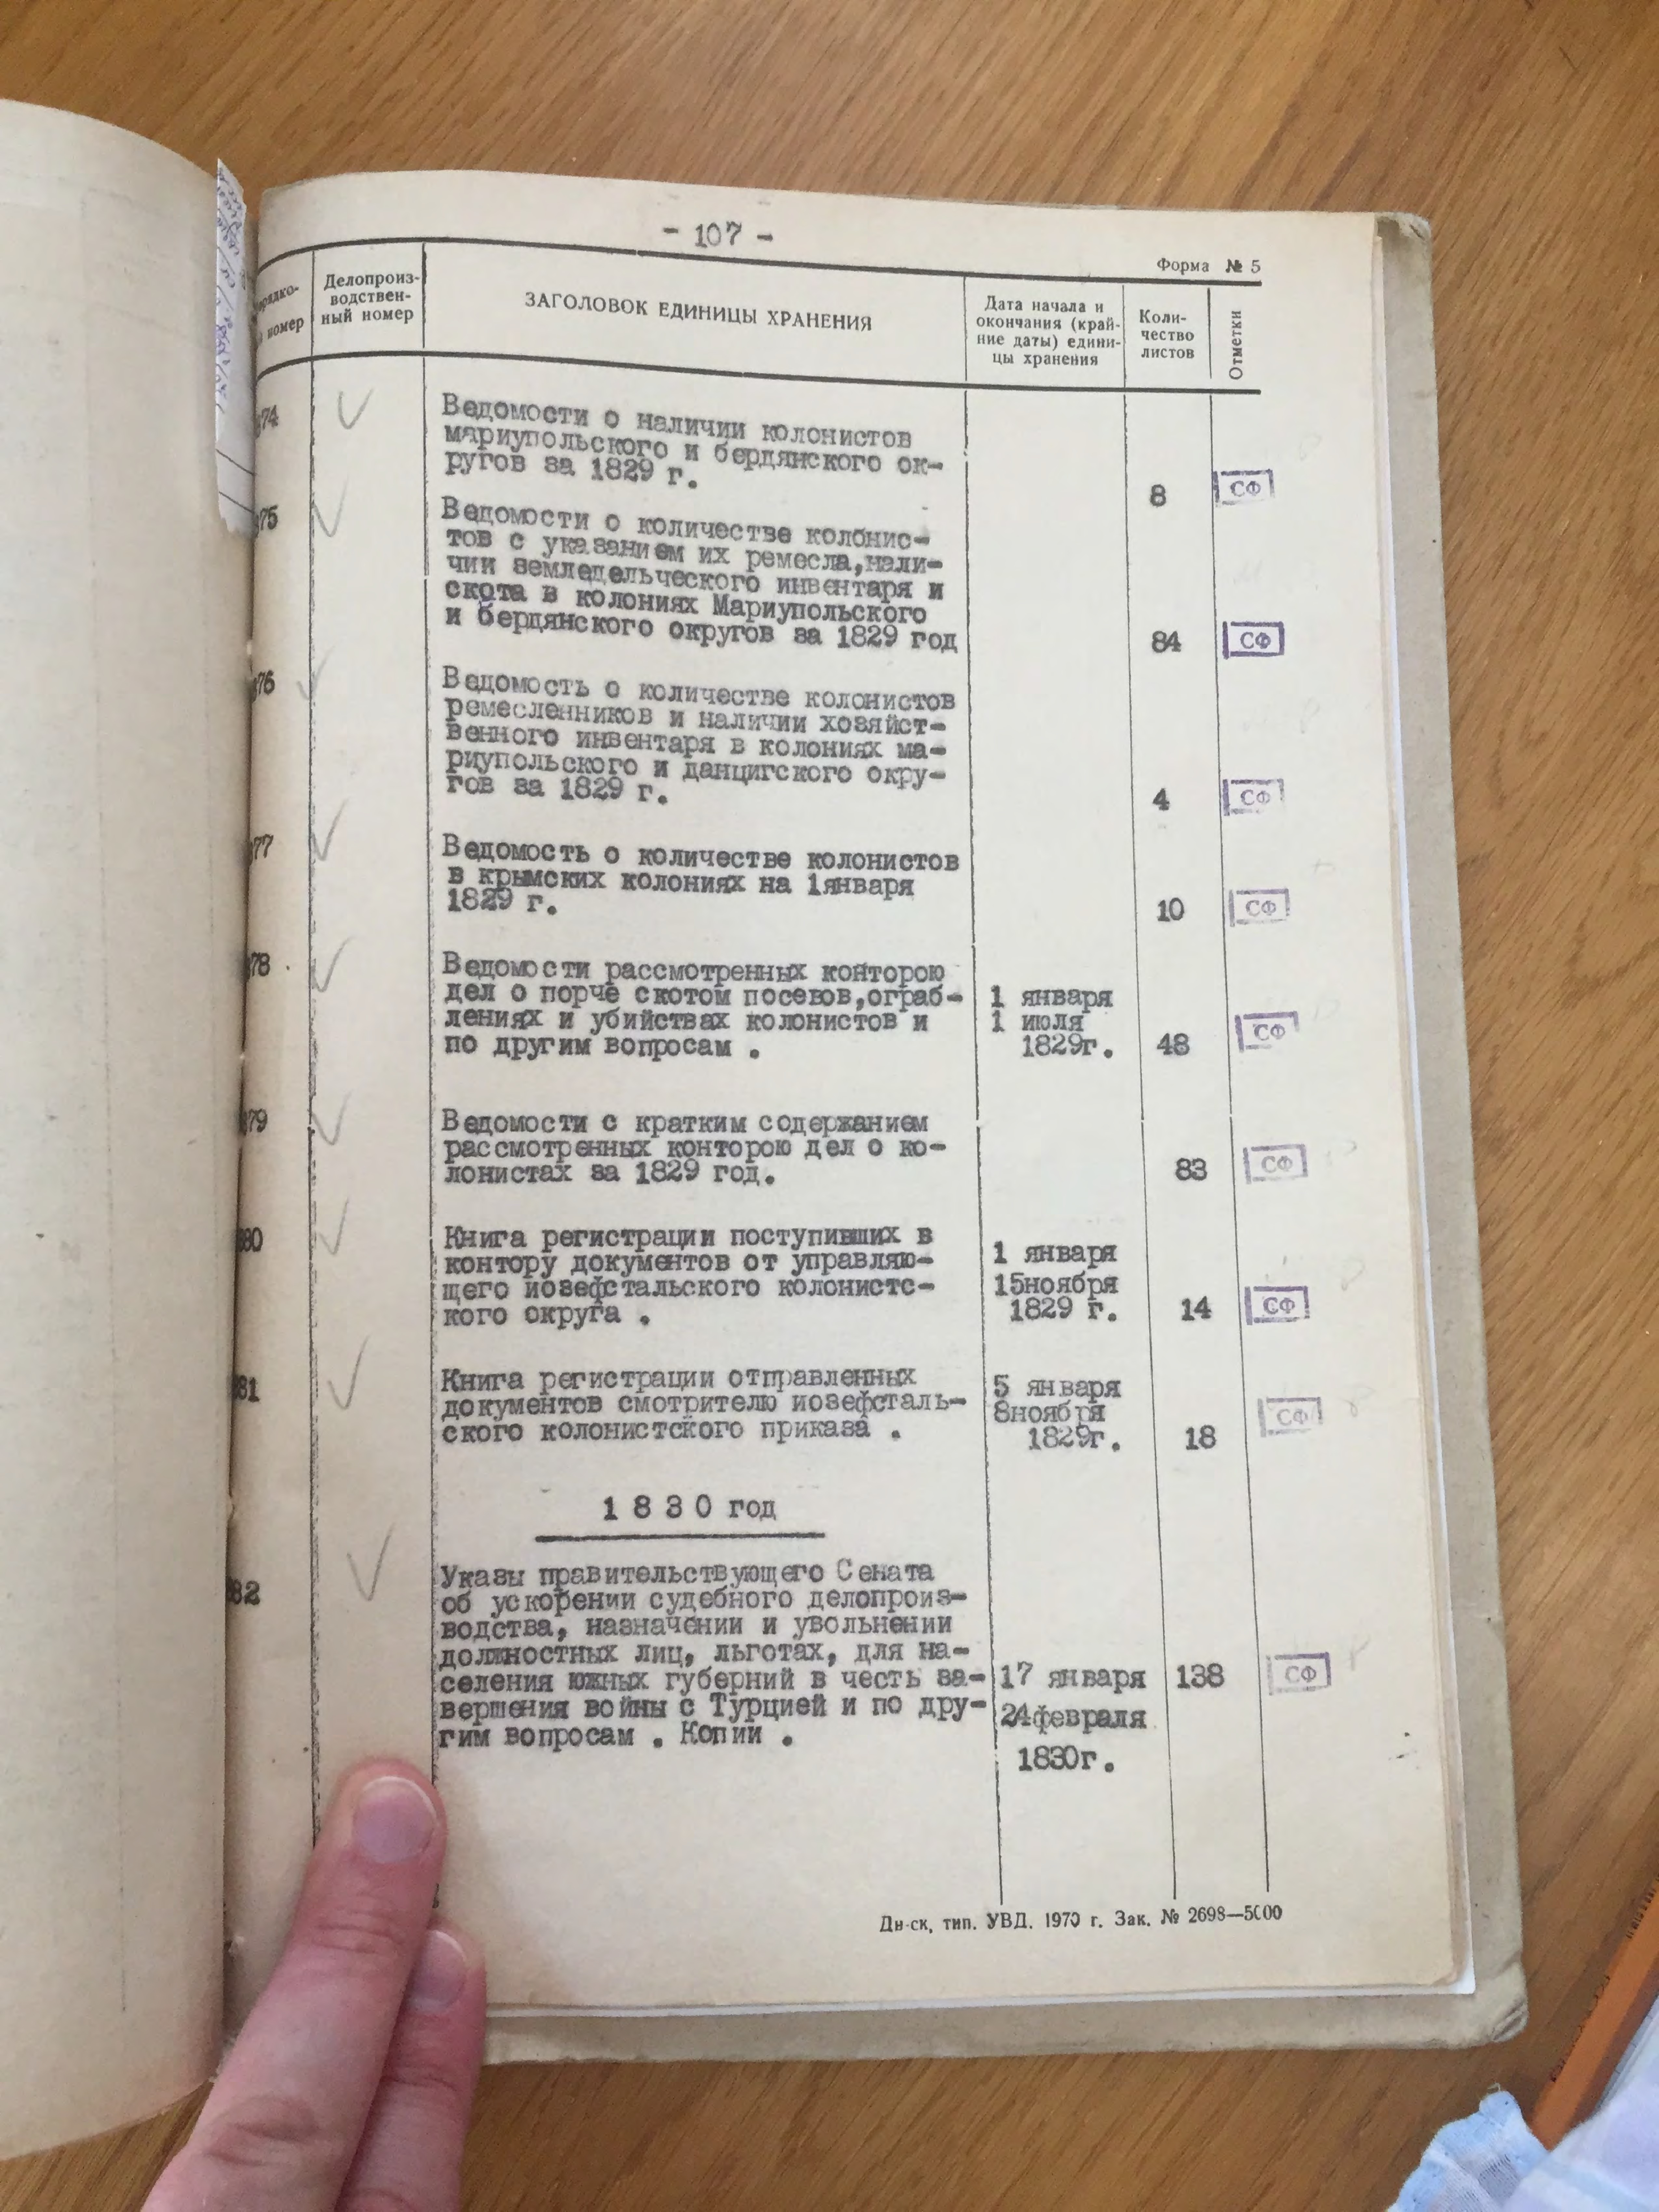 - 107 -
Форма № 5
номер
Делопроиз-
водствен-
ный номер
ЗАГОЛОВОК ЕДИНИЦЫ ХРАНЕНИЯ
Дата начала и
окончания (край-
ние даты) едини-
цы хранения
Коли-
чество
листов
Отметки
74
Ведомости о наличии колонистов
мариупольского и бердянского ок-
ругов за 1829 г.
8
СФ
75
Ведомости о количестве колонис-
тов с указанием их ремесла,нали-
чии земледельческого инвентаря и
скота в колониях Мариупольского
и бердянского округов за 1829 год
84
СФ
76
Ведомость о количестве колонистов
ремесленников и наличии хозяйст-
венного инвентаря в колониях ма-
риупольского и данцигского окру-
гов за 1829 г.
4
СФ
77
Ведомость о количестве колонистов
в крымских колониях на 1января
1829 г.
10
СФ
78
Ведомости рассмотренных конторою
дел о порче скотом посевов,ограб-
лениях и убийствах колонистов и
по другим вопросам .
1 января
1 июля
1829г.
48
СФ
79
Ведомости с кратким содержанием
рассмотренных конторою дел о ко-
лонистах за 1829 год.
83
СФ
80
Книга регистрации поступивших в
контору документов от управляю-
щего иозефстальского колонистс-
кого округа .
1 января
15ноября
1829 г.
14
СФ
81
Книга регистрации отправленных
документов смотрителю иозефсталь-
ского колонистского приказа .
5 января
8ноября
1829г.
18
СФ
1 8 3 0 год
82
Указы правительствующего Сената
об ускорении судебного делопроиз-
водства, назначении и увольнении
должностных лиц, льготах, для на-
селения южных губерний в честь за-
вершения войны с Турцией и по дру-
гим вопросам . Копии .
17 января
24февраля
1830г.
138
СФ
Дн-ск, тип. УВД. 1970 г. Зак. № 2698—5000